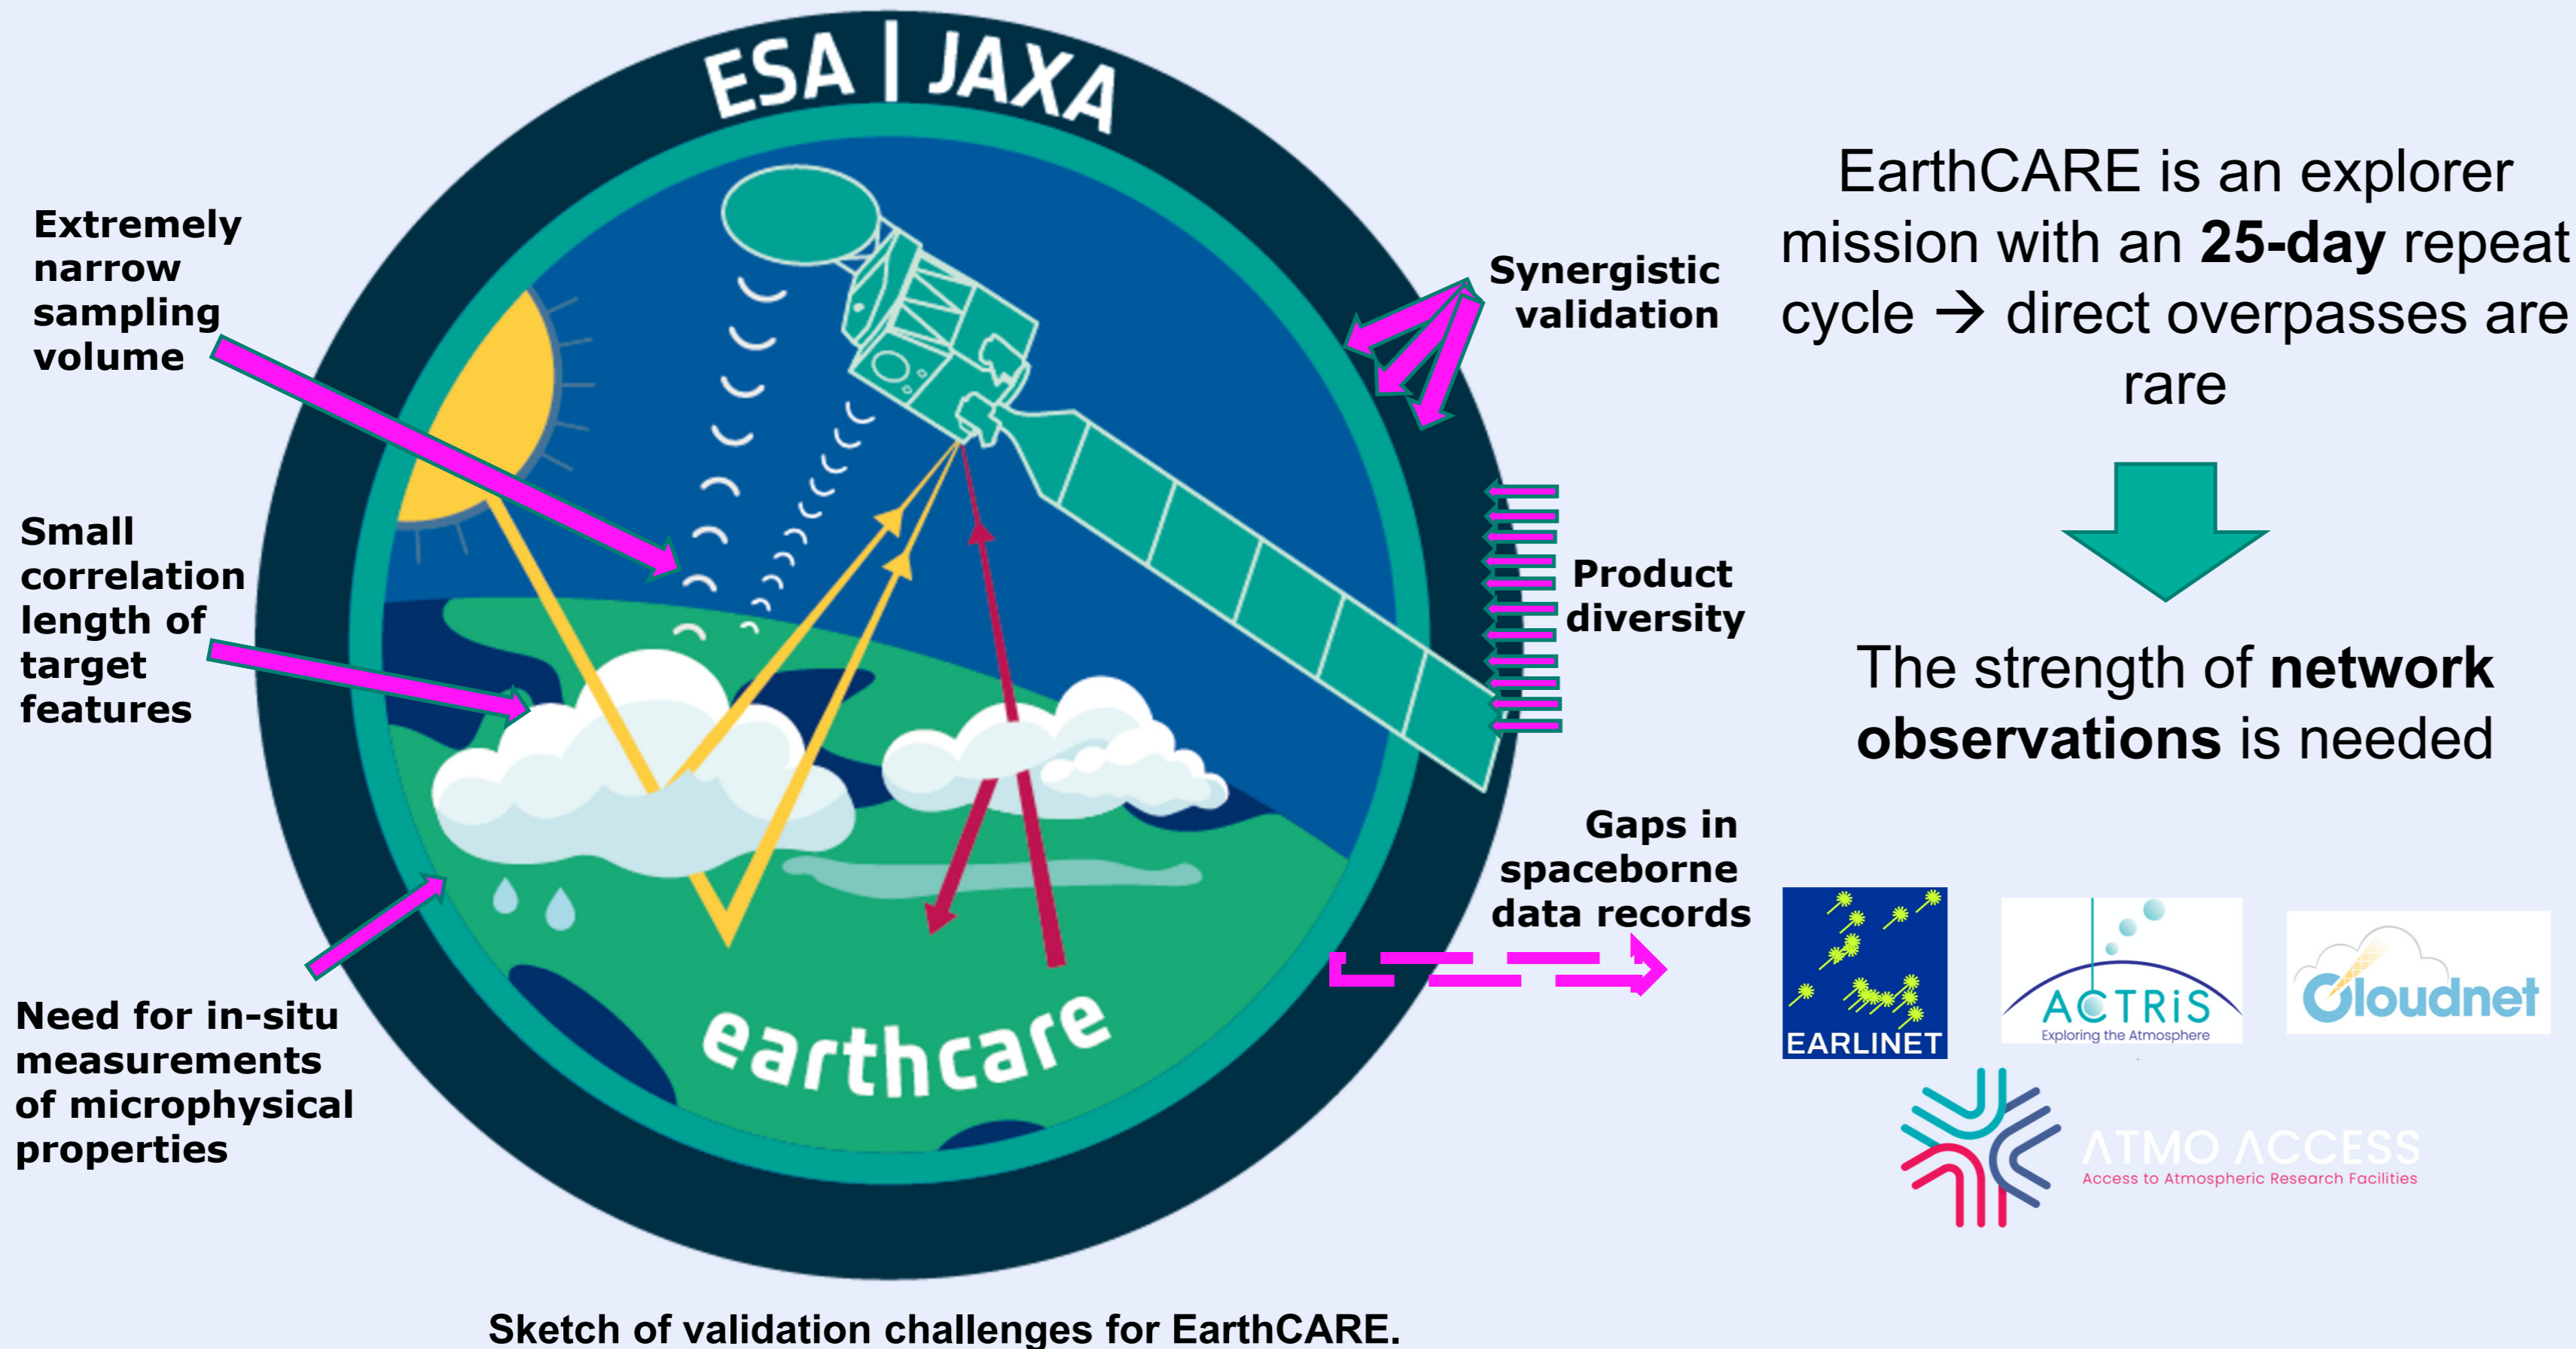 ESA | JAXA
Extremely
narrow
sampling
volume
Small
correlation
length of
target
features
Need for in-situ
measurements
of microphysical
properties
earthcare
Synergistic
validation
Product
diversity
Gaps in
spaceborne
data records
EarthCARE is an explorer
mission with an 25-day repeat
cycle → direct overpasses are
rare
The strength of network
observations is needed
EARLINET
ACTRiS
Exploring the Atmosphere
Cloudnet
ATMO ACCESS
Access to Atmospheric Research Facilities
Sketch of validation challenges for EarthCARE.